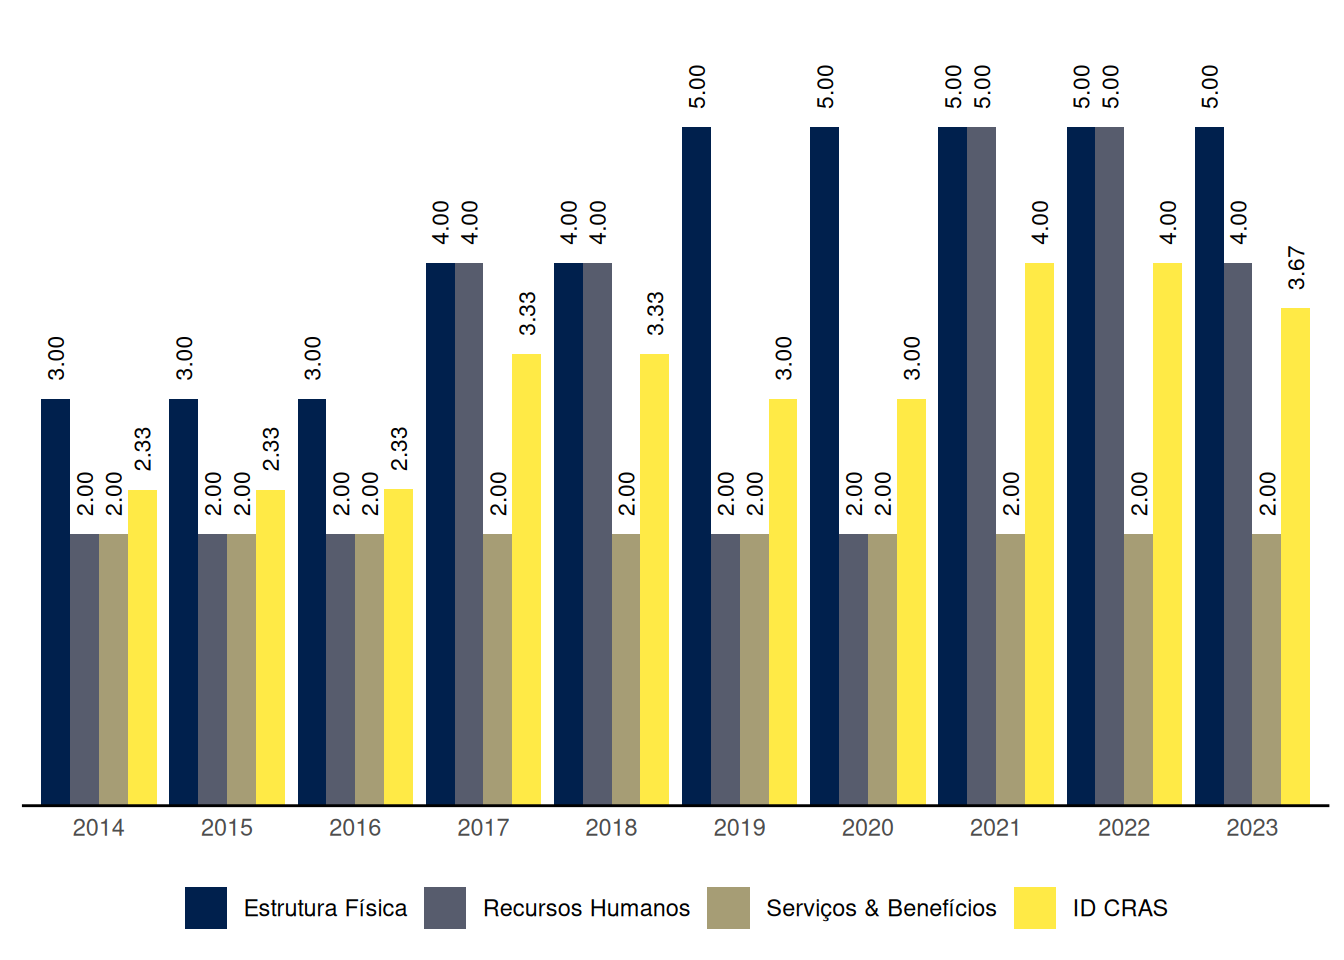 3.00 2.00 2.00 2.33 3.00 2.00 2.00 2.33 3.00 2.00 2.00 2.33 4.00 4.00 2.00 3.33 4.00 4.00 2.00 3.33 5.00 2.00 2.00 3.00 5.00 2.00 2.00 3.00 5.00 5.00 2.00 4.00 5.00 5.00 2.00 4.00 5.00 4.00 2.00 3.67
2014 2015 2016 2017 2018 2019 2020 2021 2022 2023
Estrutura Física Recursos Humanos Serviços & Benefícios ID CRAS